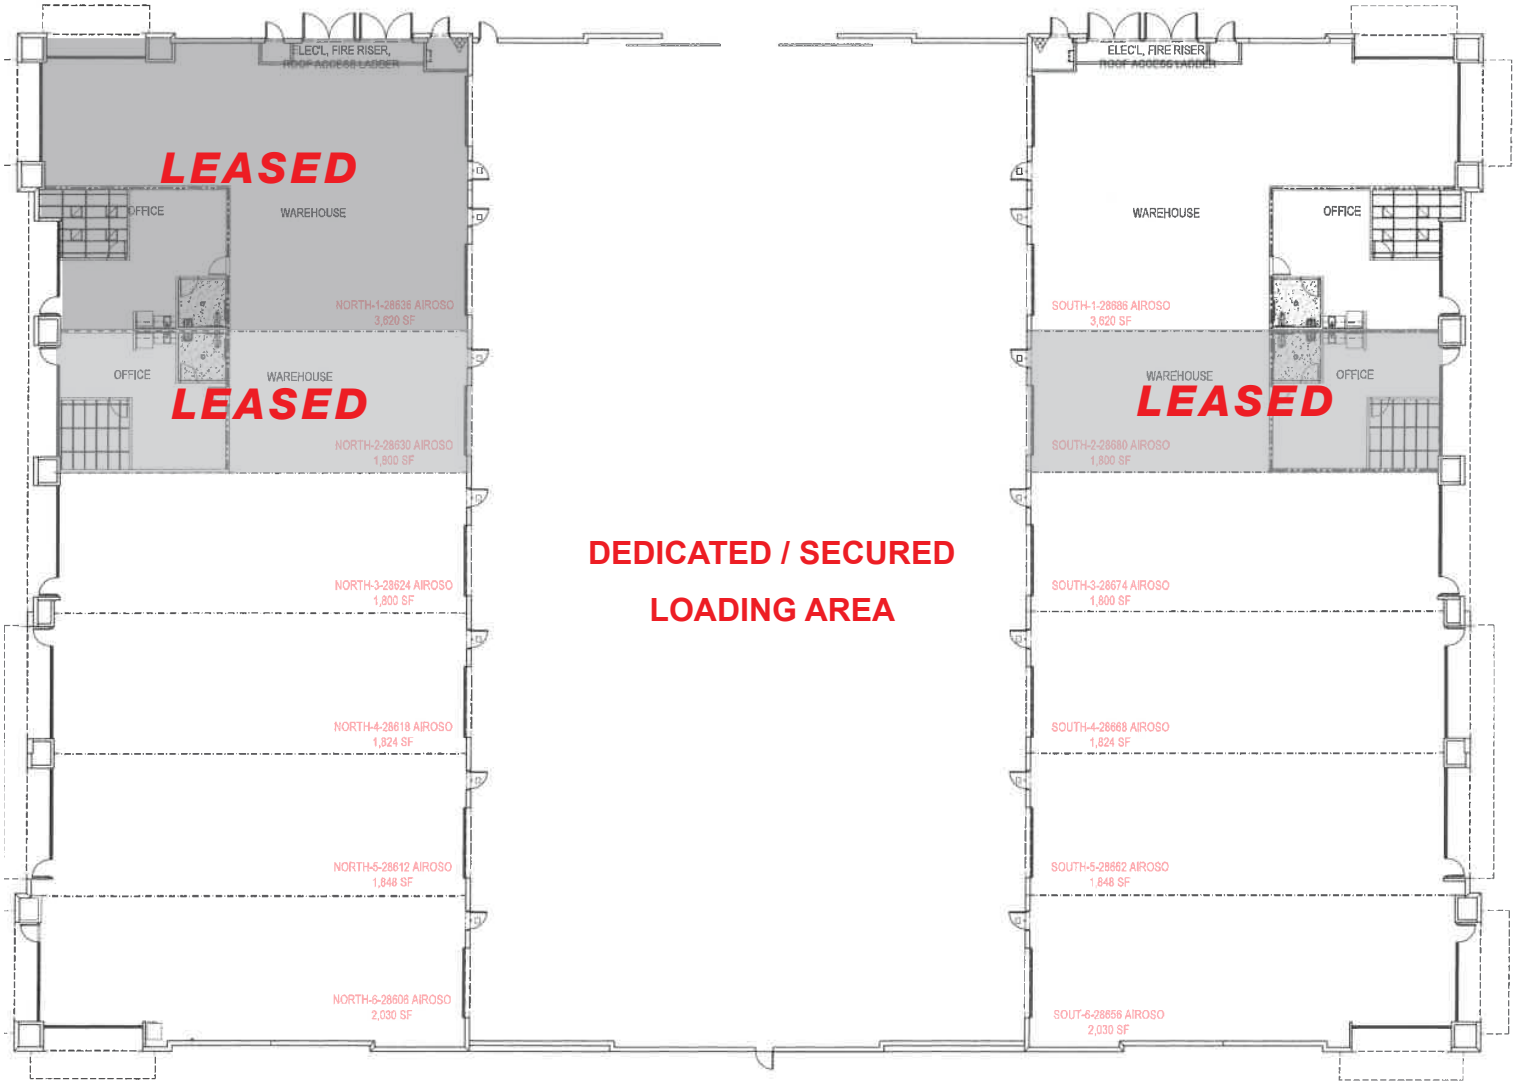 ELEC'L, FIRE RISER,
ROOF ACCESS LADDER
LEASED
OFFICE
WAREHOUSE
NORTH-1-28636 AIROSO
3,620 SF
OFFICE
WAREHOUSE
LEASED
NORTH-2-28630 AIROSO
1,800 SF
NORTH-3-28624 AIROSO
1,800 SF
NORTH-4-28618 AIROSO
1,824 SF
NORTH-5-28612 AIROSO
1,848 SF
NORTH-6-28606 AIROSO
2,030 SF
DEDICATED / SECURED
LOADING AREA
ELEC'L, FIRE RISER,
ROOF ACCESS LADDER
WAREHOUSE
OFFICE
SOUTH-1-28686 AIROSO
3,620 SF
WAREHOUSE
OFFICE
LEASED
SOUTH-2-28680 AIROSO
1,800 SF
SOUTH-3-28674 AIROSO
1,800 SF
SOUTH-4-28668 AIROSO
1,824 SF
SOUTH-5-28662 AIROSO
1,848 SF
SOUT-6-28656 AIROSO
2,030 SF